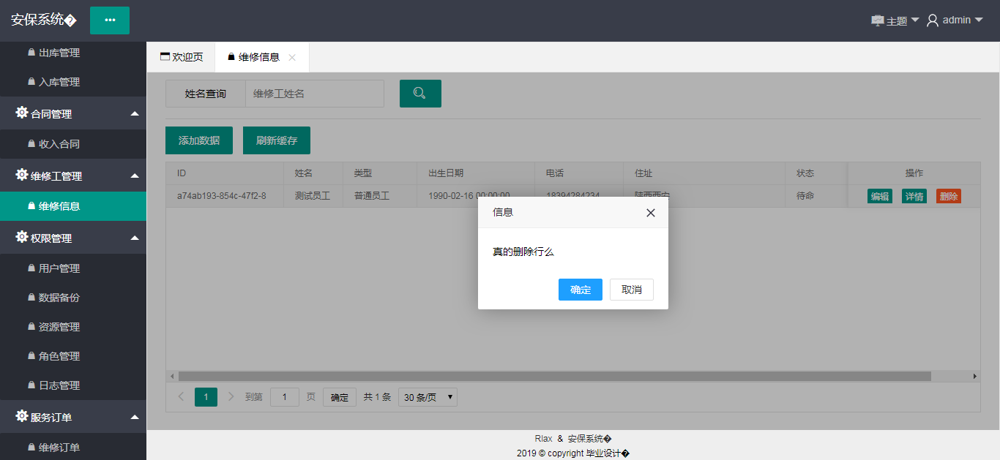 安保系统�
主题 admin
出库管理
入库管理
合同管理
收入合同
维修工管理
维修信息
权限管理
用户管理
数据备份
资源管理
角色管理
日志管理
服务订单
维修订单
欢迎页 维修信息
姓名查询 维修工姓名
添加数据 刷新缓存
ID 姓名 类型 出生日期 电话 住址 状态 操作
a74ab193-854c-47f2-8 测试员工 普通员工 1990-02-16 00:00:00 18394284234 陕西西安 待命 编辑 详情 删除
信息
真的删除行么
确定 取消
1 到第 1 页 确定 共 1 条 30 条/页
Rlax & 安保系统�
2019 © copyright 毕业设计�